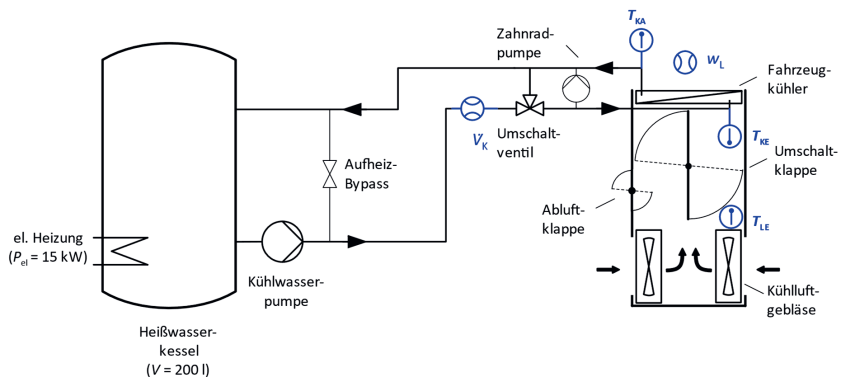 T_KA
Zahnrad-
pumpe
w_L
Fahrzeug-
kühler
V̇_K
Umschalt-
ventil
T_KE
Umschalt-
klappe
Aufheiz-
Bypass
Abluft-
klappe
T_LE
el. Heizung
(P_el = 15 kW)
Kühlwasser-
pumpe
Kühlluft-
gebläse
Heißwasser-
kessel
(V = 200 l)